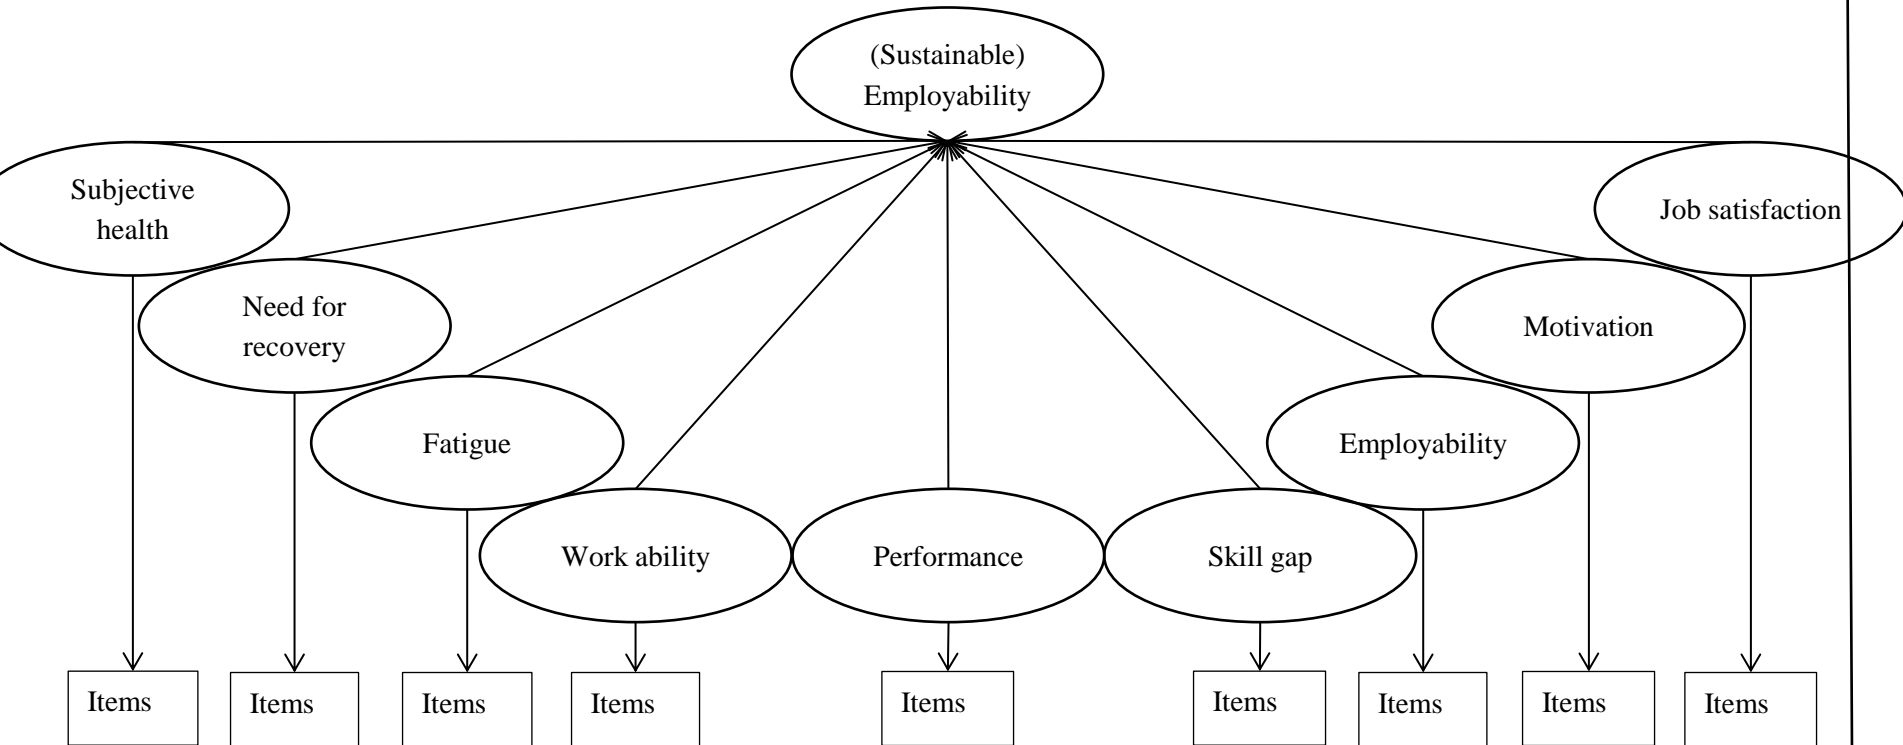 (Sustainable)
Employability
Subjective
health
Job satisfaction
Need for
recovery
Motivation
Fatigue
Employability
Work ability
Performance
Skill gap
Items
Items
Items
Items
Items
Items
Items
Items
Items